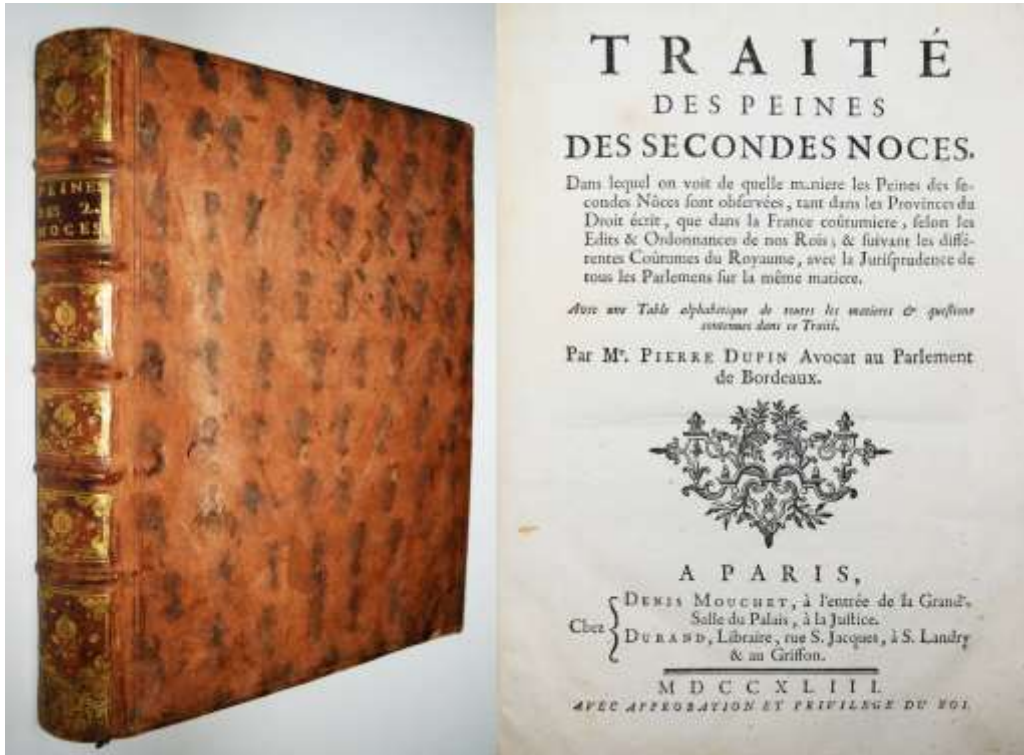 PEINES
DES 2.
NOCES
TRAITÉ
DES PEINES
DES SECONDES NOCES.
Dans lequel on voit de quelle maniere les Peines des se-
condes Nôces sont observées, tant dans les Provinces du
Droit écrit, que dans la France coûtumiere, selon les
Edits & Ordonnances de nos Rois; & suivant les diffé-
rentes Coûtumes du Royaume, avec la Jurisprudence de
tous les Parlemens sur la même matiere.
Avec une Table alphabetique de toutes les matieres & questions
contenues dans ce Traité.
Par Mr. PIERRE DUPIN Avocat au Parlement
de Bordeaux.
A PARIS,
Chez
DENIS MOUCHET, à l'entrée de la Grand'-
Salle du Palais, à la Justice.
DURAND, Libraire, rue S. Jacques, à S. Landry
& au Griffon.
MDCCXLIII.
AVEC APPROBATION ET PRIVILEGE DU ROI.